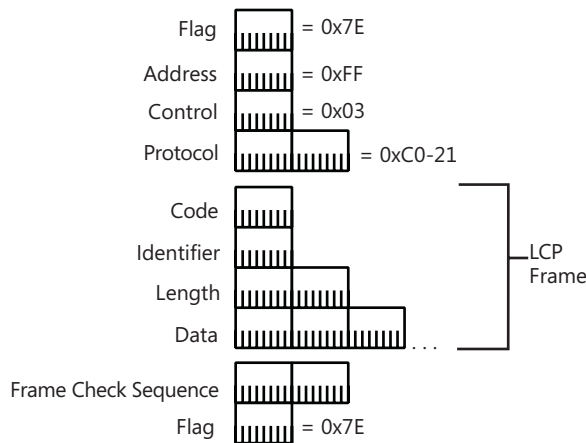 Flag = 0x7E
Address = 0xFF
Control = 0x03
Protocol = 0xC0-21
Code
Identifier
Length
Data ...
LCP
Frame
Frame Check Sequence
Flag = 0x7E